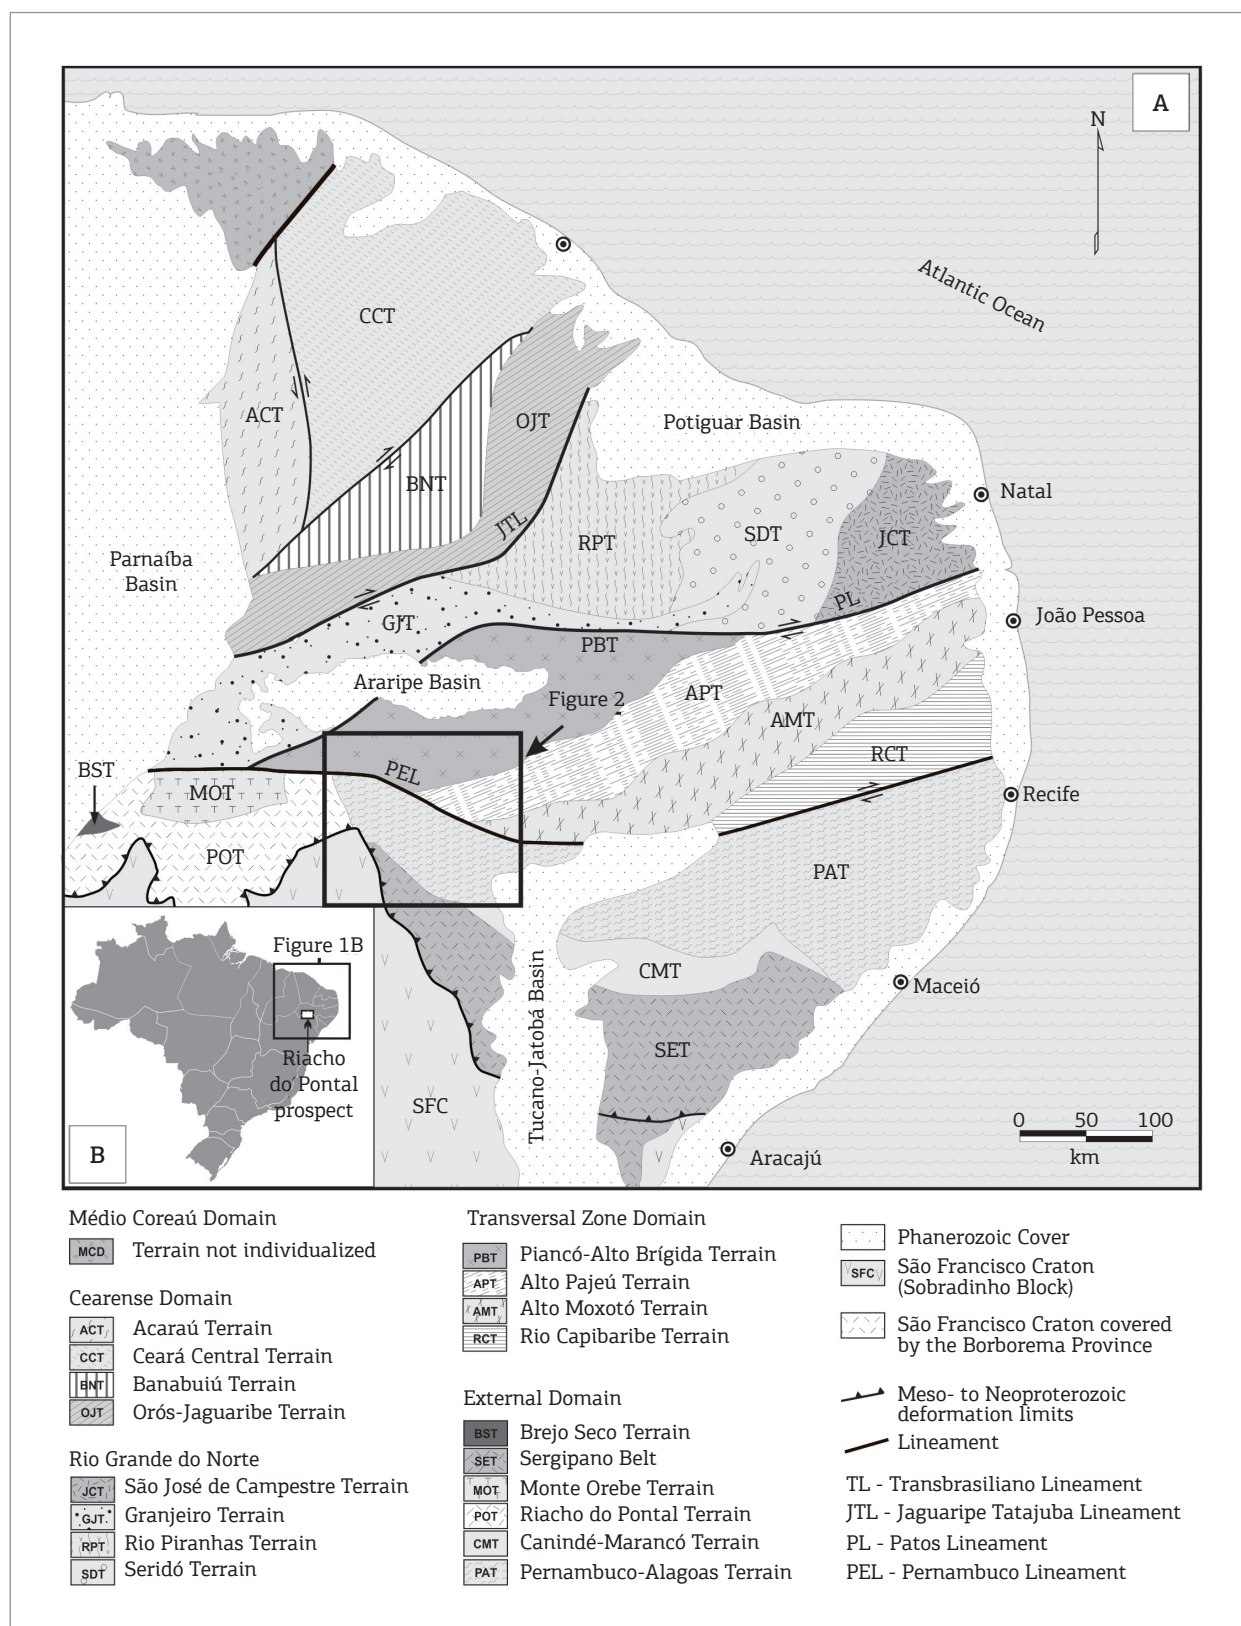 A
N
Atlantic Ocean
CCT
ACT
OJT
Potiguar Basin
BNT
Natal
JTL
SDT
JCT
RPT
Parnaíba
Basin
PL
João Pessoa
GJT
PBT
Araripe Basin
APT
Figure 2
AMT
RCT
BST
PEL
MOT
Recife
POT
PAT
Figure 1B
CMT
Maceió
Tucano-Jatobá Basin
SET
Riacho
do Pontal
prospect
SFC
0 50 100
km
B
Aracajú
Médio Coreaú Domain
MCD Terrain not individualized
Cearense Domain
ACT Acaraú Terrain
CCT Ceará Central Terrain
BNT Banabuiú Terrain
OJT Orós-Jaguaribe Terrain
Rio Grande do Norte
JCT São José de Campestre Terrain
GJT Granjeiro Terrain
RPT Rio Piranhas Terrain
SDT Seridó Terrain
Transversal Zone Domain
PBT Piancó-Alto Brígida Terrain
APT Alto Pajeú Terrain
AMT Alto Moxotó Terrain
RCT Rio Capibaribe Terrain
External Domain
BST Brejo Seco Terrain
SET Sergipano Belt
MOT Monte Orebe Terrain
POT Riacho do Pontal Terrain
CMT Canindé-Marancó Terrain
PAT Pernambuco-Alagoas Terrain
Phanerozoic Cover
SFC São Francisco Craton
(Sobradinho Block)
São Francisco Craton covered
by the Borborema Province
Meso- to Neoproterozoic
deformation limits
Lineament
TL - Transbrasiliano Lineament
JTL - Jaguaripe Tatajuba Lineament
PL - Patos Lineament
PEL - Pernambuco Lineament